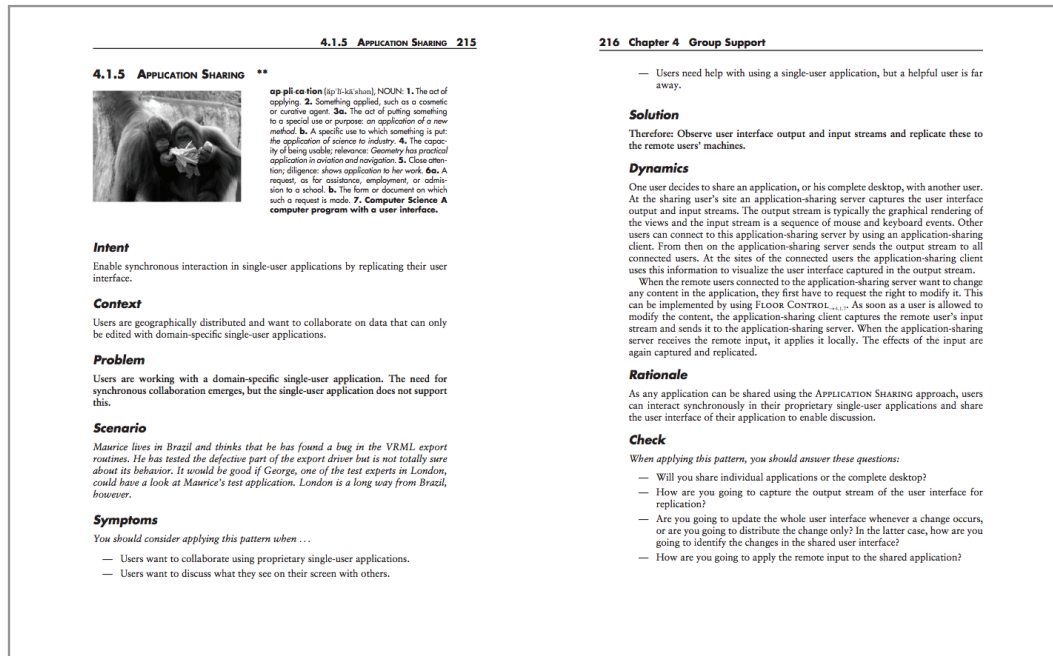 4.1.5 APPLICATION SHARING 215
4.1.5 APPLICATION SHARING **
ap·pli·ca·tion (ăp'lĭ-kā'shən), NOUN: 1. The act of
applying. 2. Something applied, such as a cosmetic
or curative agent. 3a. The act of putting something
to a special use or purpose: an application of a new
method. b. A specific use to which something is put:
the application of science to industry. 4. The capac-
ity of being usable; relevance: Geometry has practical
application in aviation and navigation. 5. Close atten-
tion; diligence: shows application to her work. 6a. A
request, as for assistance, employment, or admis-
sion to a school. b. The form or document on which
such a request is made. 7. Computer Science A
computer program with a user interface.
Intent
Enable synchronous interaction in single-user applications by replicating their user
interface.
Context
Users are geographically distributed and want to collaborate on data that can only
be edited with domain-specific single-user applications.
Problem
Users are working with a domain-specific single-user application. The need for
synchronous collaboration emerges, but the single-user application does not support
this.
Scenario
Maurice lives in Brazil and thinks that he has found a bug in the VRML export
routines. He has tested the defective part of the export driver but is not totally sure
about its behavior. It would be good if George, one of the test experts in London,
could have a look at Maurice's test application. London is a long way from Brazil,
however.
Symptoms
You should consider applying this pattern when ...
— Users want to collaborate using proprietary single-user applications.
— Users want to discuss what they see on their screen with others.
216 Chapter 4 Group Support
— Users need help with using a single-user application, but a helpful user is far
away.
Solution
Therefore: Observe user interface output and input streams and replicate these to
the remote users' machines.
Dynamics
One user decides to share an application, or his complete desktop, with another user.
At the sharing user's site an application-sharing server captures the user interface
output and input streams. The output stream is typically the graphical rendering of
the views and the input stream is a sequence of mouse and keyboard events. Other
users can connect to this application-sharing server by using an application-sharing
client. From then on the application-sharing server sends the output stream to all
connected users. At the sites of the connected users the application-sharing client
uses this information to visualize the user interface captured in the output stream.
When the remote users connected to the application-sharing server want to change
any content in the application, they first have to request the right to modify it. This
can be implemented by using FLOOR CONTROL→4.1.7. As soon as a user is allowed to
modify the content, the application-sharing client captures the remote user's input
stream and sends it to the application-sharing server. When the application-sharing
server receives the remote input, it applies it locally. The effects of the input are
again captured and replicated.
Rationale
As any application can be shared using the APPLICATION SHARING approach, users
can interact synchronously in their proprietary single-user applications and share
the user interface of their application to enable discussion.
Check
When applying this pattern, you should answer these questions:
— Will you share individual applications or the complete desktop?
— How are you going to capture the output stream of the user interface for
replication?
— Are you going to update the whole user interface whenever a change occurs,
or are you going to distribute the change only? In the latter case, how are you
going to identify the changes in the shared user interface?
— How are you going to apply the remote input to the shared application?